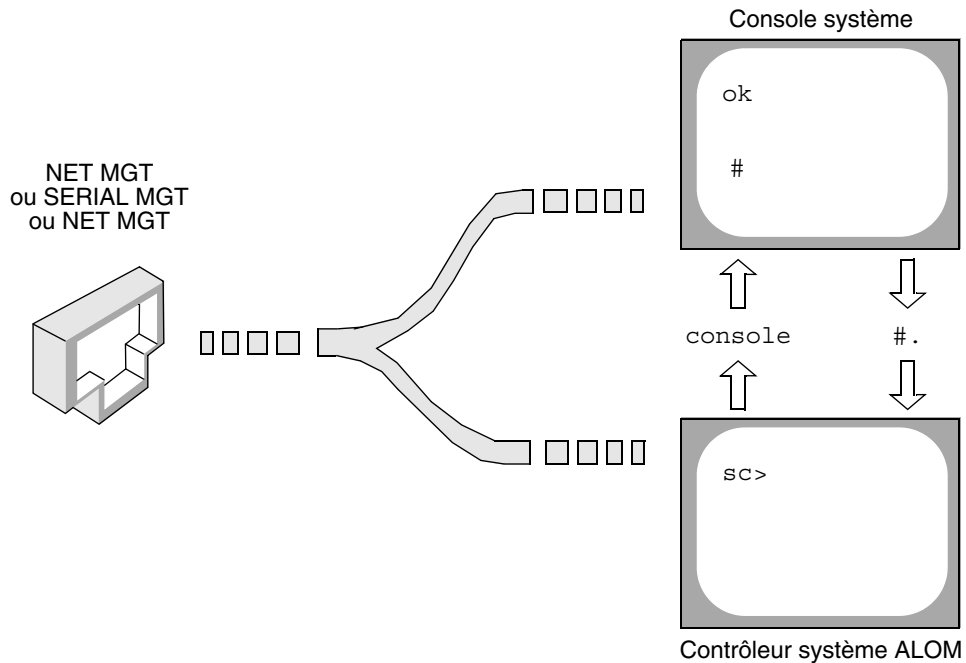 Console système
ok
#
NET MGT
ou SERIAL MGT
ou NET MGT
console
#.
sc>
Contrôleur système ALOM